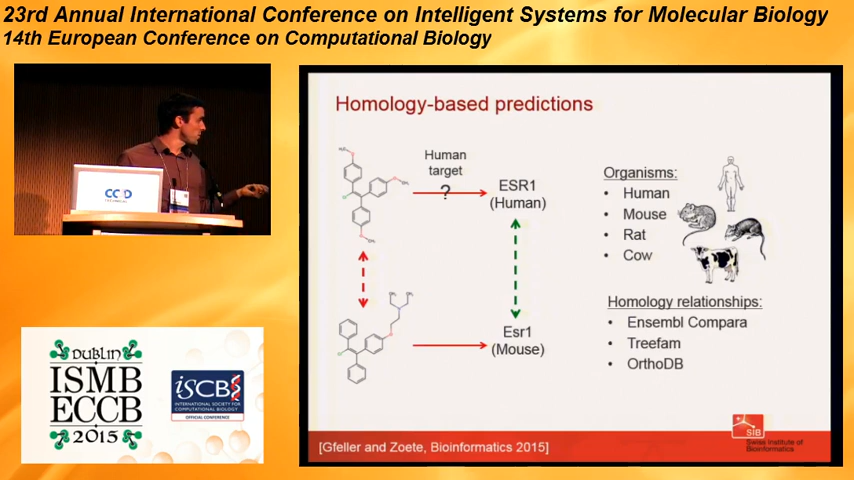 23rd Annual International Conference on Intelligent Systems for Molecular Biology
14th European Conference on Computational Biology
DUBLIN
ISMB
ECCB
2015
iSCB
INTERNATIONAL SOCIETY FOR
COMPUTATIONAL BIOLOGY
OFFICIAL CONFERENCE
Homology-based predictions
Human
target
?
ESR1
(Human)
Esr1
(Mouse)
Organisms:
• Human
• Mouse
• Rat
• Cow
Homology relationships:
• Ensembl Compara
• Treefam
• OrthoDB
[Gfeller and Zoete, Bioinformatics 2015]
SIB
Swiss Institute of
Bioinformatics